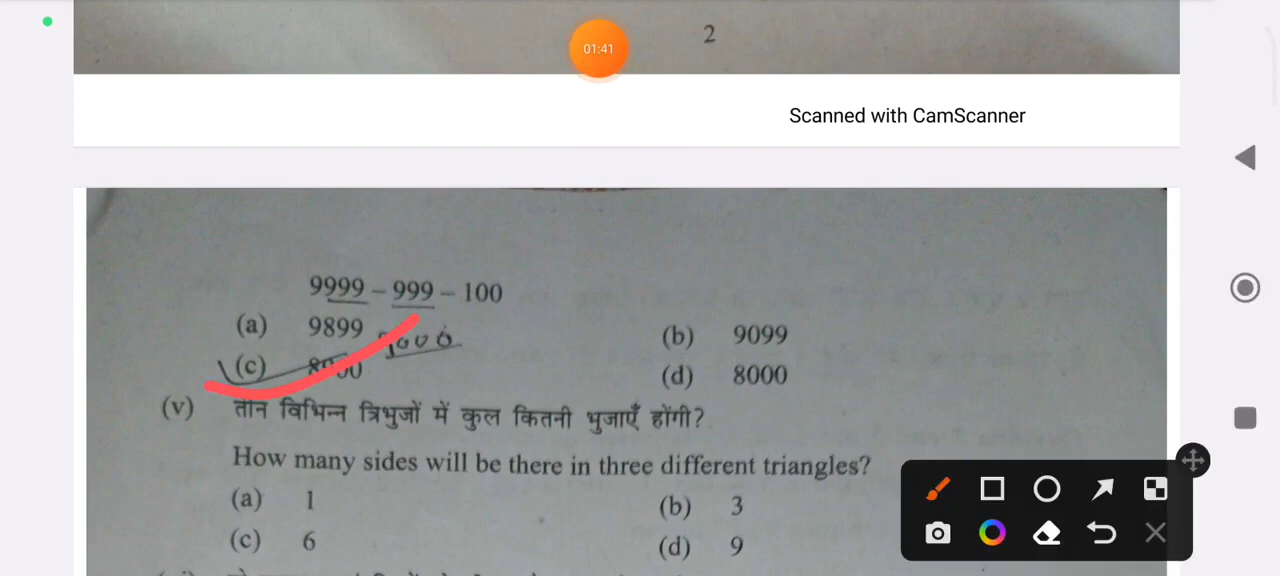 01:41
2
Scanned with CamScanner
9999 – 999 – 100
(a) 9899
(b) 9099
(c)
(d) 8000
(v) तीन विभिन्न त्रिभुजों में कुल कितनी भुजाएँ होंगी?
How many sides will be there in three different triangles?
(a) 1
(b) 3
(c) 6
(d) 9